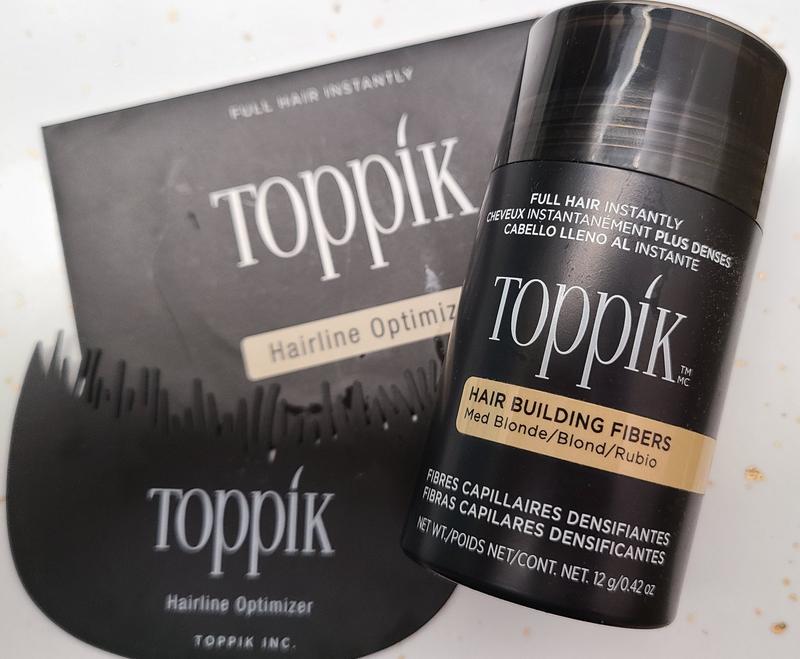 FULL HAIR INSTANTLY
Toppik
Hairline Optimiz
Toppik
Hairline Optimizer
TOPPIK INC.
FULL HAIR INSTANTLY
CHEVEUX INSTANTANÉMENT PLUS DENSES
CABELLO LLENO AL INSTANTE
Toppik TM MC
HAIR BUILDING FIBERS
Med Blonde/Blond/Rubio
FIBRES CAPILLAIRES DENSIFIANTES
FIBRAS CAPILARES DENSIFICANTES
NET WT./POIDS NET/CONT. NET. 12 g/0.42 oz